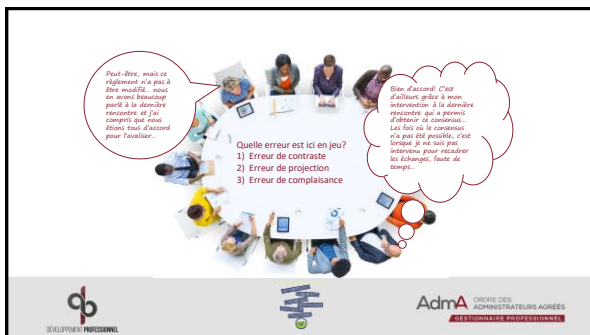 Peut-être, mais ce
règlement n'a pas à
être modifié... nous
en avons beaucoup
parlé à la dernière
rencontre et j'ai
compris que nous
étions tous d'accord
pour l'avaliser...
Bien d'accord! C'est
d'ailleurs grâce à mon
intervention à la dernière
rencontre qui a permis
d'obtenir ce consensus...
Les fois où le consensus
n'a pas été possible, c'est
lorsque je ne suis pas
intervenu pour recadrer
les échanges, faute de
temps...
Quelle erreur est ici en jeu?
1) Erreur de contraste
2) Erreur de projection
3) Erreur de complaisance
DÉVELOPPEMENT PROFESSIONNEL
AdmA ORDRE DES
ADMINISTRATEURS AGRÉÉS
GESTIONNAIRE PROFESSIONNEL